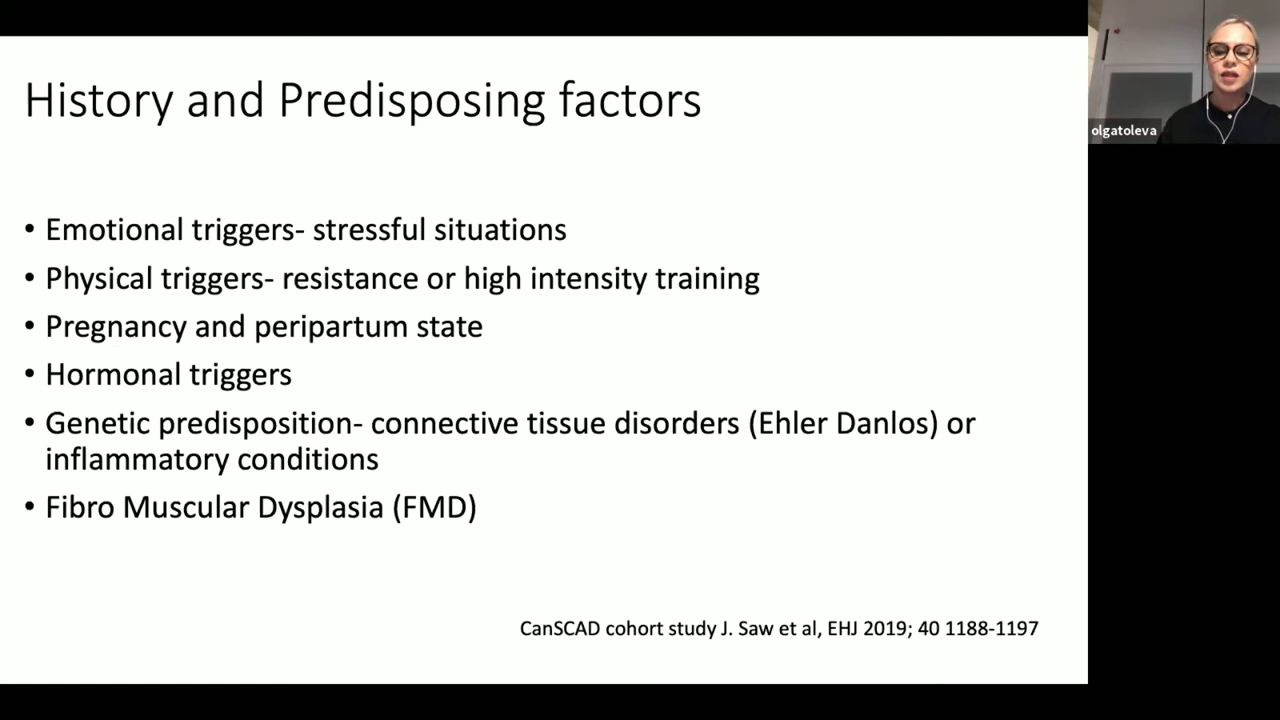 History and Predisposing factors
• Emotional triggers- stressful situations
• Physical triggers- resistance or high intensity training
• Pregnancy and peripartum state
• Hormonal triggers
• Genetic predisposition- connective tissue disorders (Ehler Danlos) or
inflammatory conditions
• Fibro Muscular Dysplasia (FMD)
CanSCAD cohort study J. Saw et al, EHJ 2019; 40 1188-1197
olgatoleva